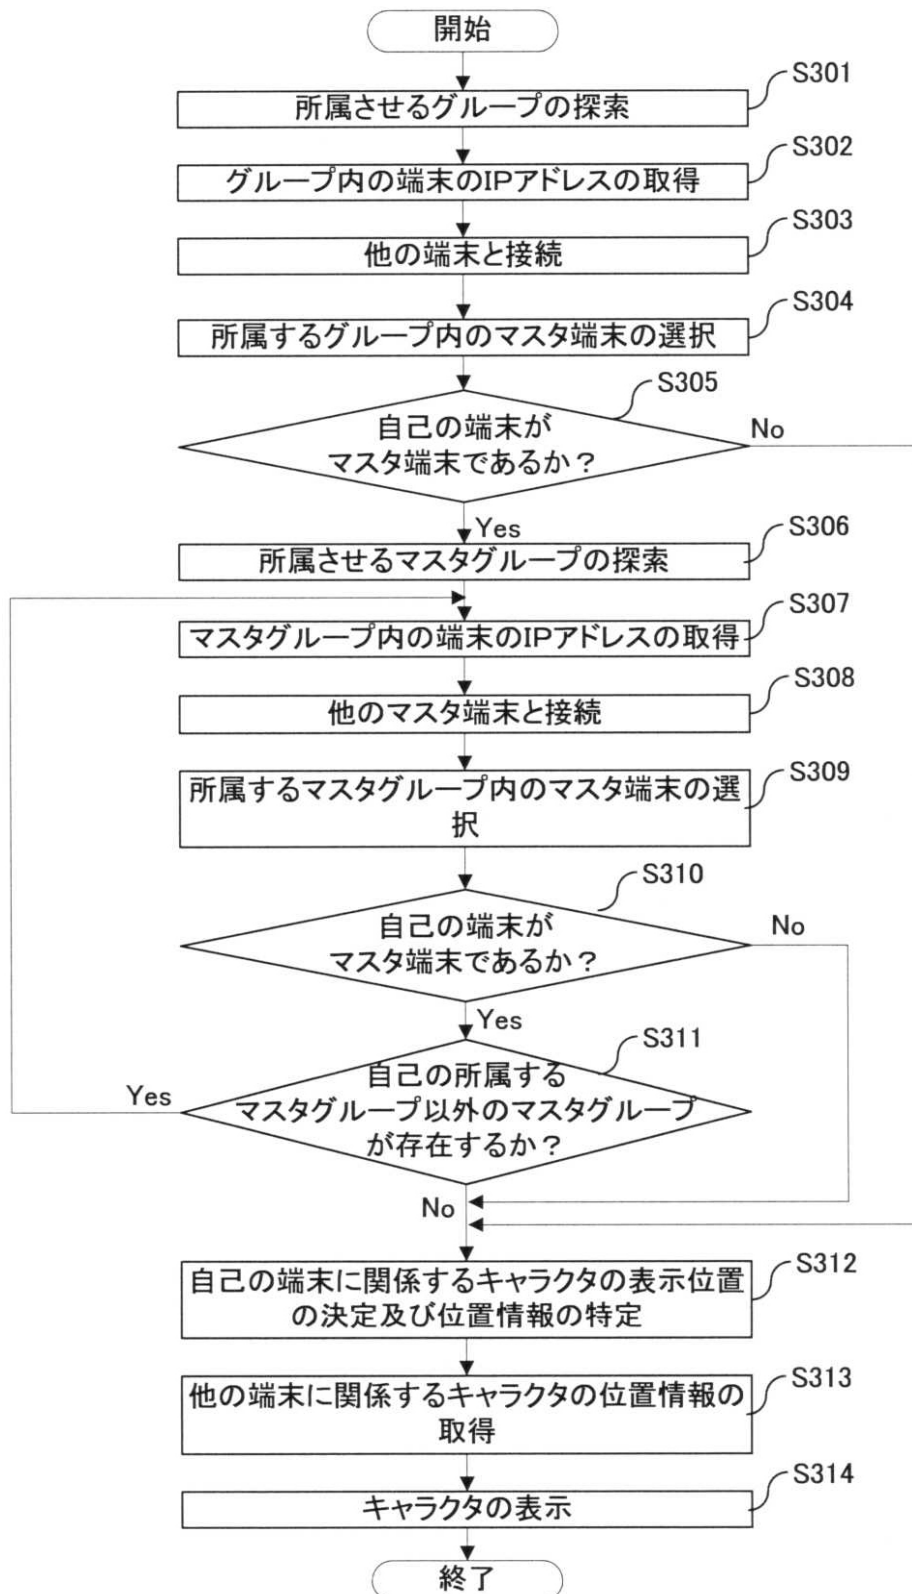 開始
S301
所属させるグループの探索
S302
グループ内の端末のIPアドレスの取得
S303
他の端末と接続
S304
所属するグループ内のマスタ端末の選択
S305
自己の端末が
マスタ端末であるか？
No
Yes
S306
所属させるマスタグループの探索
S307
マスタグループ内の端末のIPアドレスの取得
S308
他のマスタ端末と接続
S309
所属するマスタグループ内のマスタ端末の選
択
S310
自己の端末が
マスタ端末であるか？
No
Yes
S311
自己の所属する
マスタグループ以外のマスタグループ
が存在するか？
Yes
No
S312
自己の端末に関係するキャラクタの表示位置
の決定及び位置情報の特定
S313
他の端末に関係するキャラクタの位置情報の
取得
S314
キャラクタの表示
終了